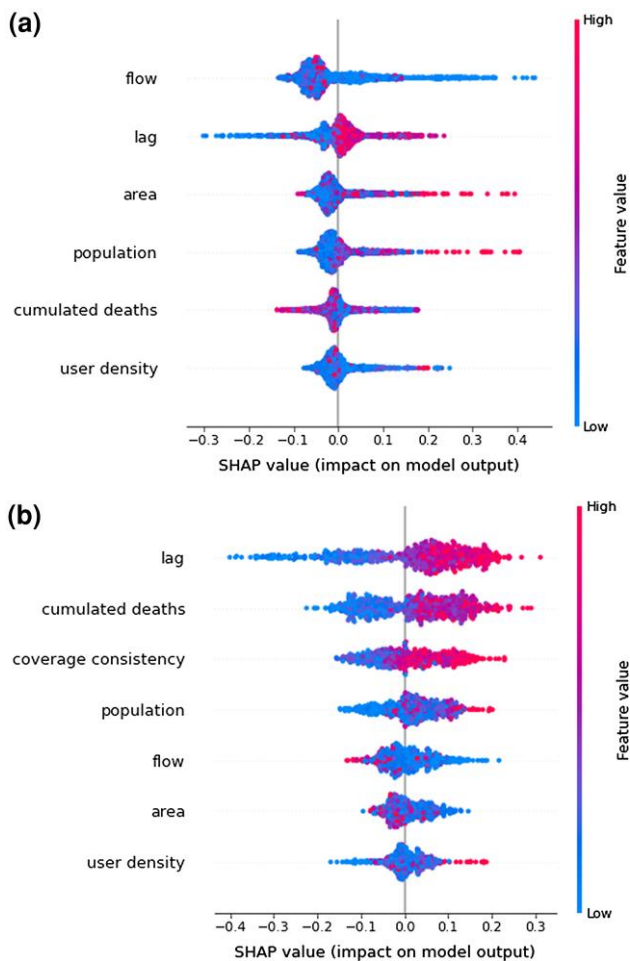 (a)
High
flow
lag
area
population
cumulated deaths
user density
Feature value
Low
−0.3 −0.2 −0.1 0.0 0.1 0.2 0.3 0.4
SHAP value (impact on model output)
(b)
High
lag
cumulated deaths
coverage consistency
population
flow
area
user density
Feature value
Low
−0.4 −0.3 −0.2 −0.1 0.0 0.1 0.2 0.3
SHAP value (impact on model output)